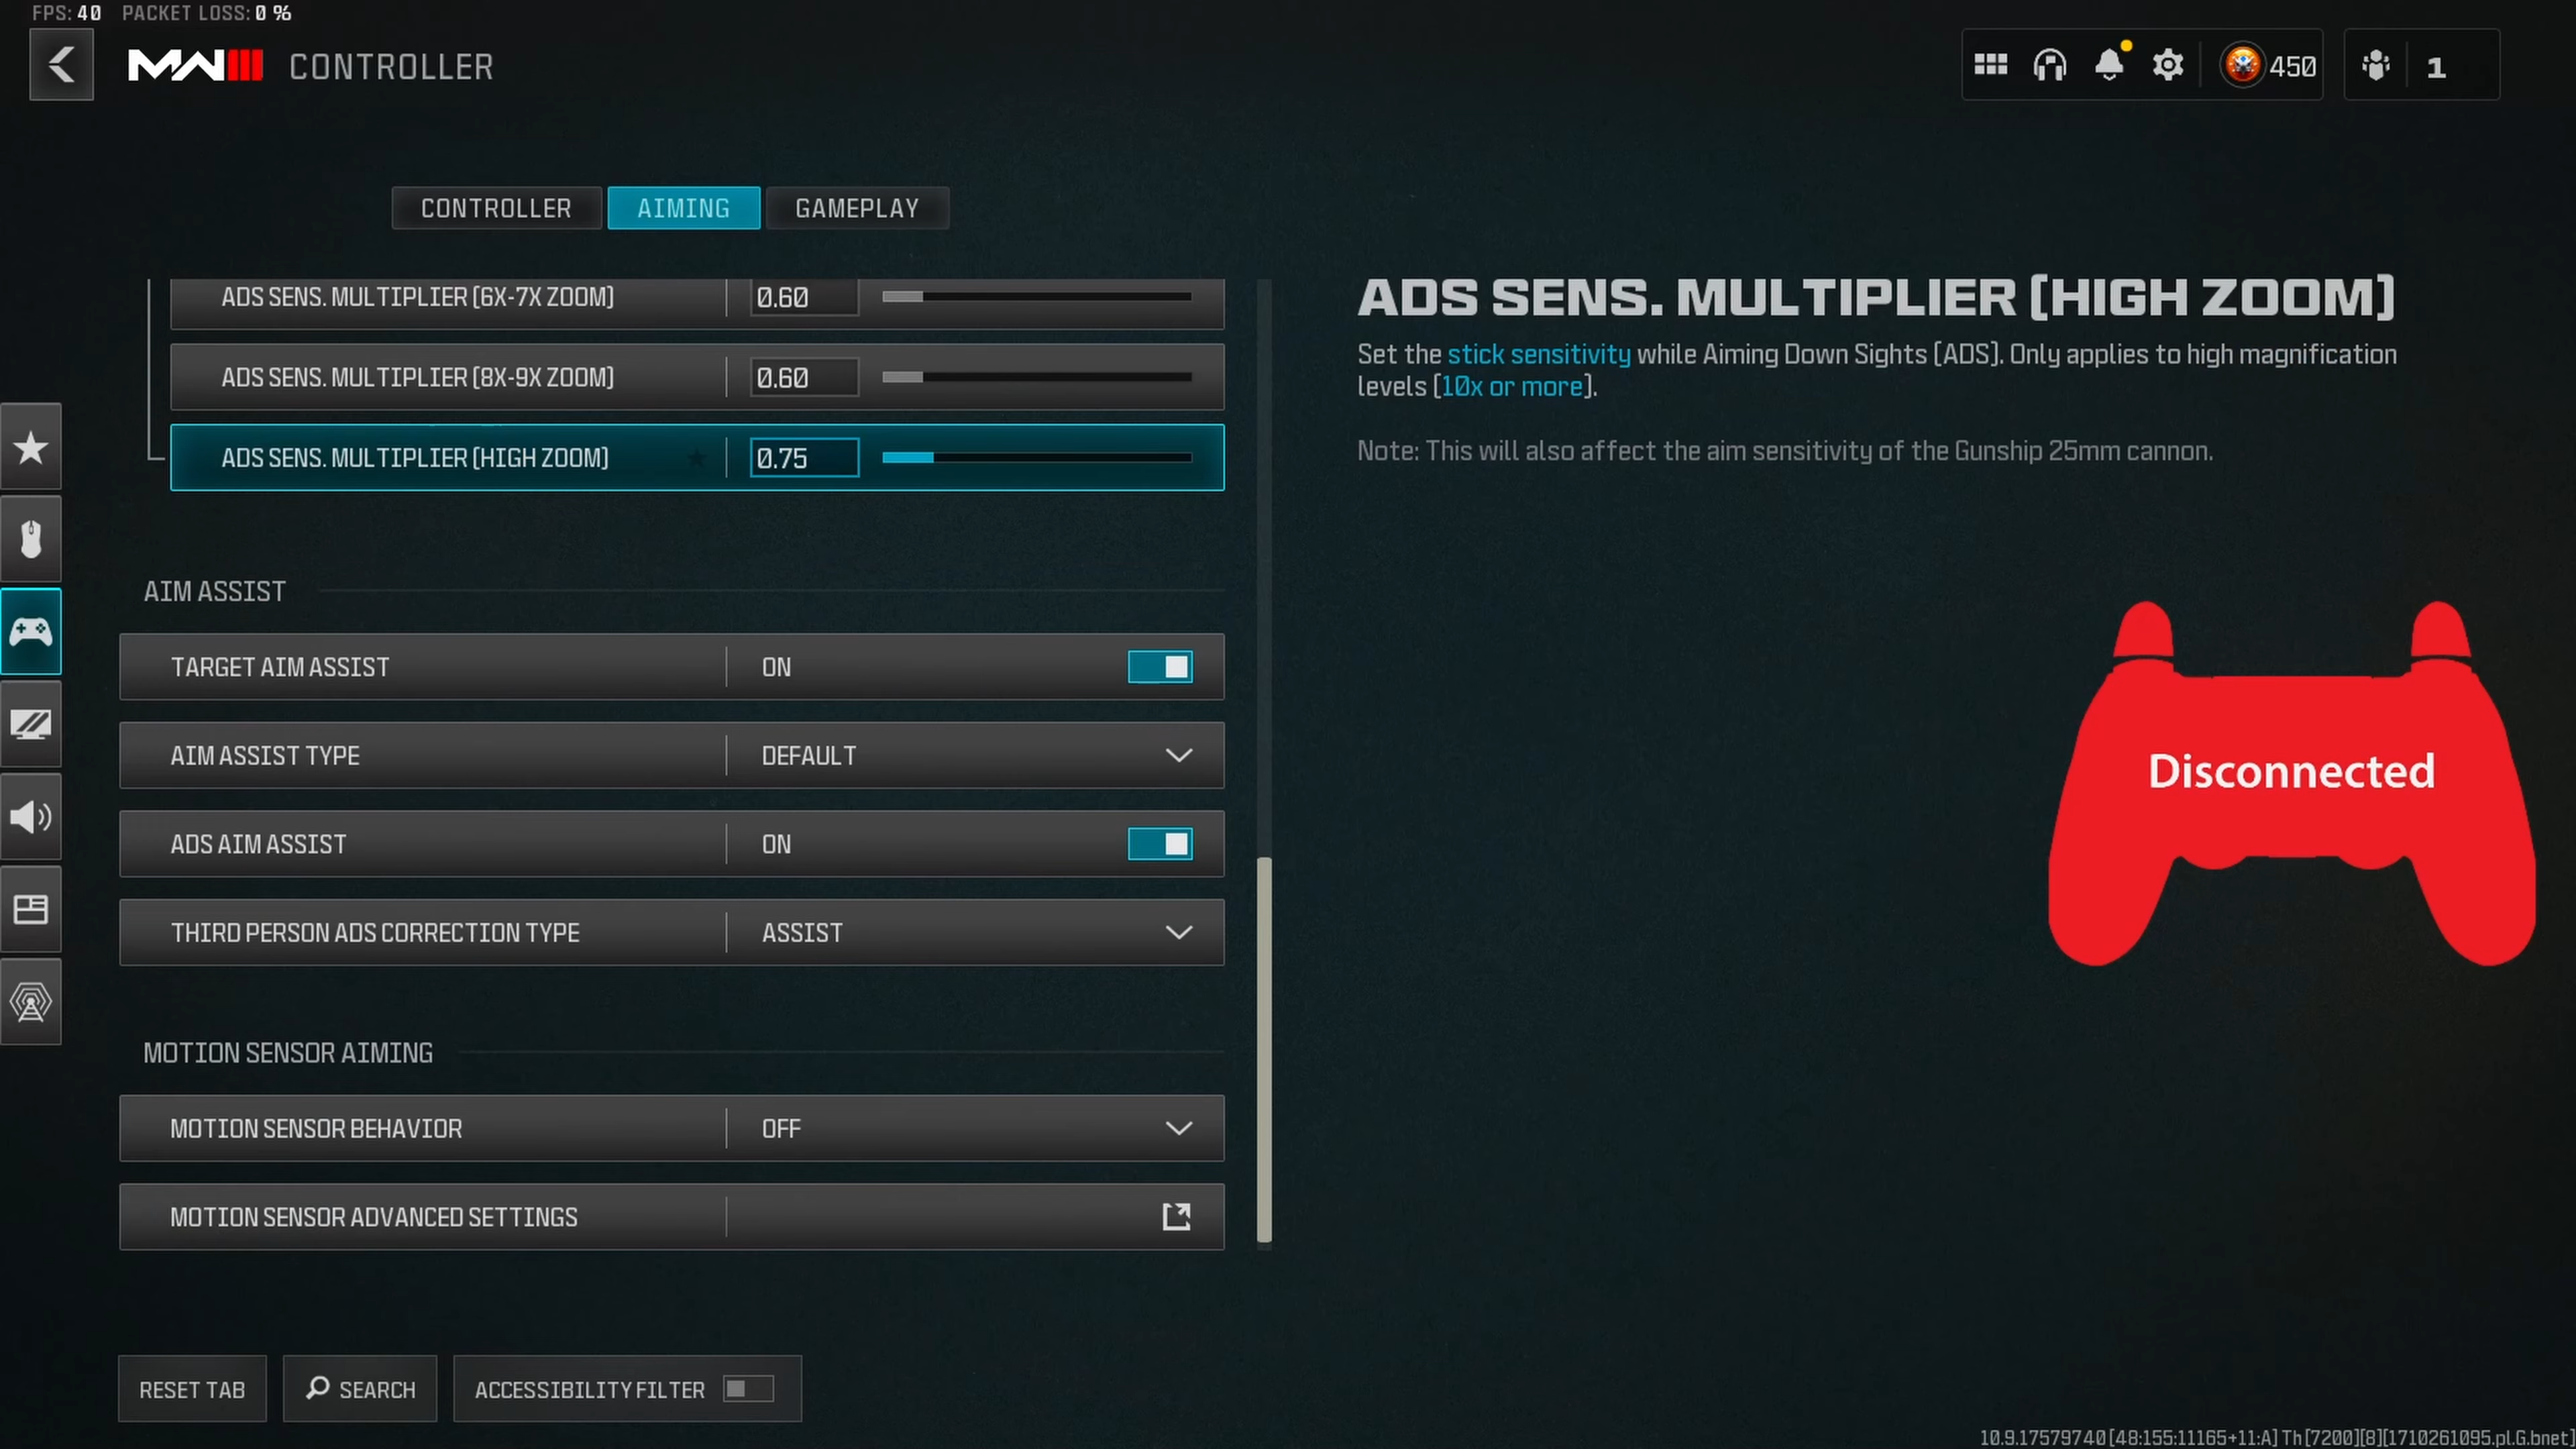 FPS: 40 PACKET LOSS: 0 %
MWIII CONTROLLER
450
1
CONTROLLER
AIMING
GAMEPLAY
ADS SENS. MULTIPLIER (6X-7X ZOOM) 0.60
ADS SENS. MULTIPLIER (8X-9X ZOOM) 0.60
ADS SENS. MULTIPLIER (HIGH ZOOM) 0.75
AIM ASSIST
TARGET AIM ASSIST ON
AIM ASSIST TYPE DEFAULT
ADS AIM ASSIST ON
THIRD PERSON ADS CORRECTION TYPE ASSIST
MOTION SENSOR AIMING
MOTION SENSOR BEHAVIOR OFF
MOTION SENSOR ADVANCED SETTINGS
ADS SENS. MULTIPLIER (HIGH ZOOM)
Set the stick sensitivity while Aiming Down Sights (ADS). Only applies to high magnification
levels (10x or more).
Note: This will also affect the aim sensitivity of the Gunship 25mm cannon.
Disconnected
RESET TAB
SEARCH
ACCESSIBILITY FILTER
10.9.17579740 [48:155:11165+11:A] Th [7200][8][1710261095.pl.G.bnet]